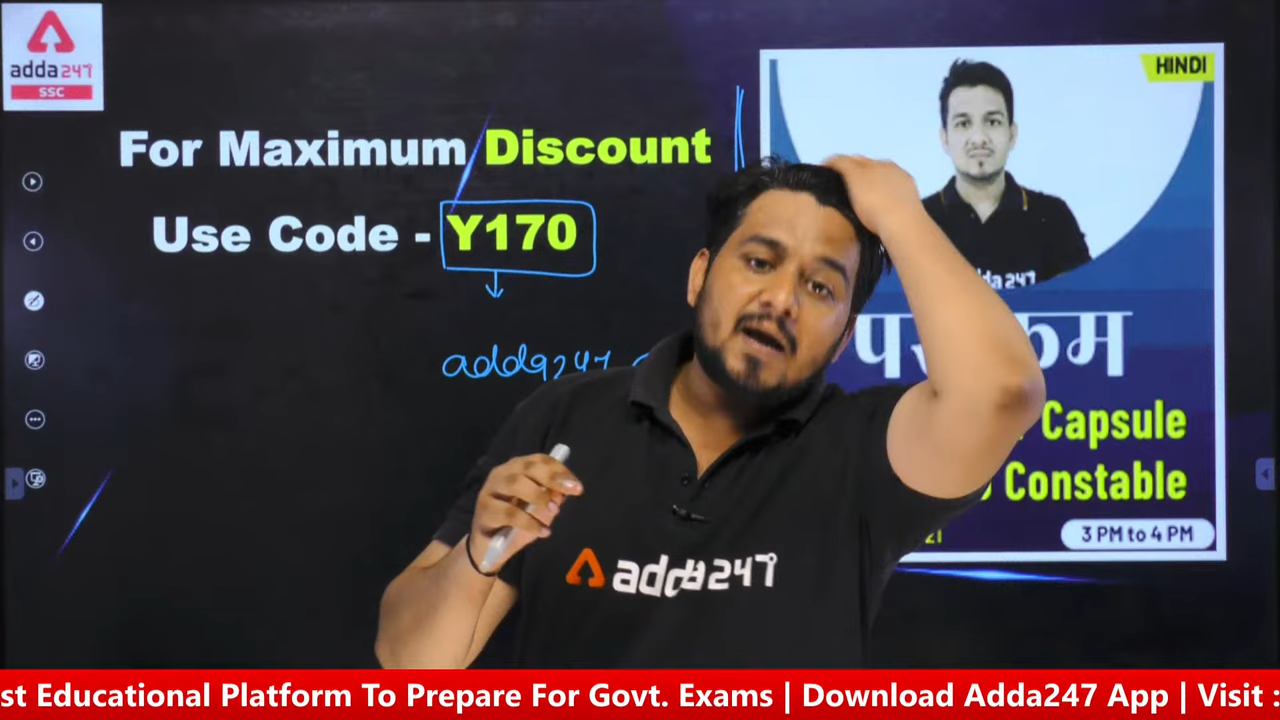 adda247
SSC
For Maximum Discount
Use Code - Y170
adda247
HINDI
Capsule
Constable
21
3 PM to 4 PM
adda247
st Educational Platform To Prepare For Govt. Exams | Download Adda247 App | Visit :